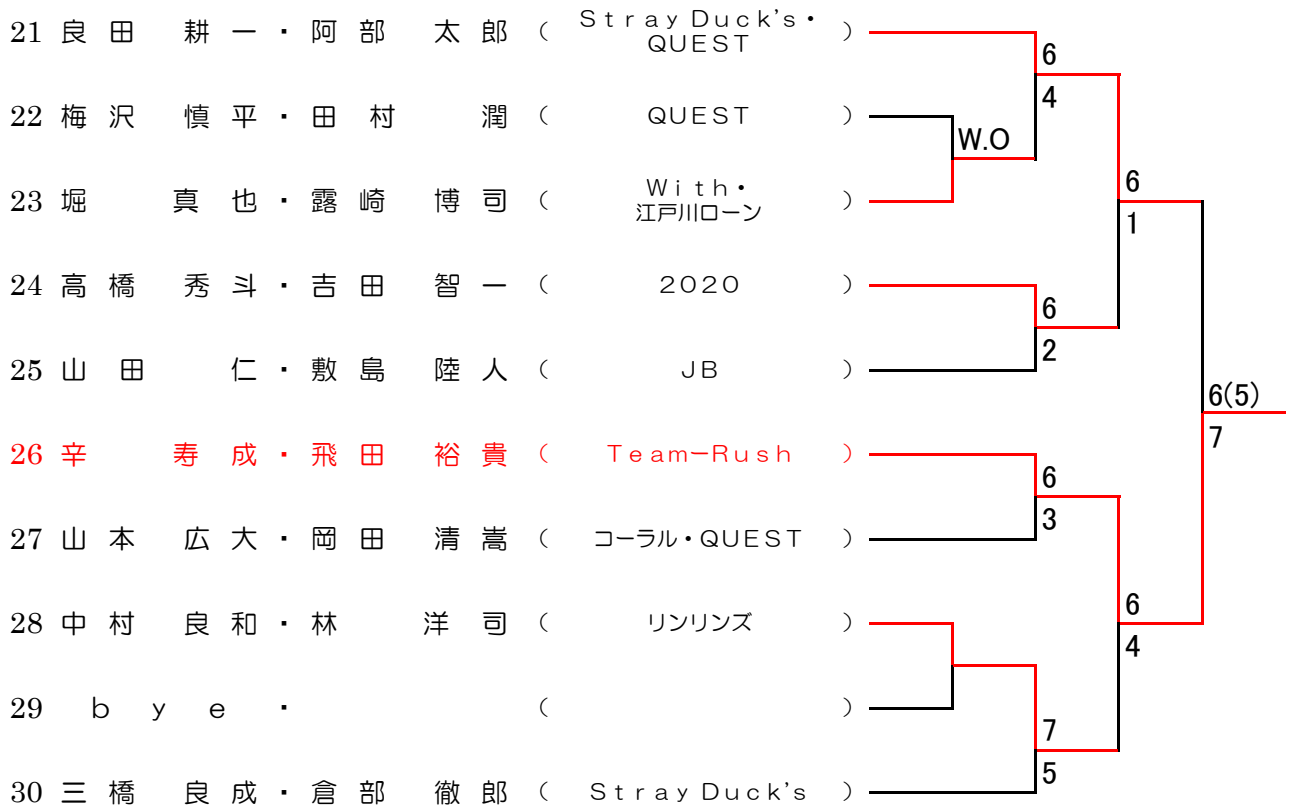 21 良田 耕一・阿部 太郎 ( Stray Duck's・QUEST )
6
4
22 梅沢 慎平・田村 潤 ( QUEST )
W.O
23 堀 真也・露崎 博司 ( With・江戸川ローン )
6
1
24 高橋 秀斗・吉田 智一 ( 2020 )
6
2
25 山田 仁・敷島 陸人 ( JB )
6(5)
7
26 辛 寿成・飛田 裕貴 ( Team-Rush )
6
3
27 山本 広大・岡田 清嵩 ( コーラル・QUEST )
28 中村 良和・林 洋司 ( リンリンズ )
6
4
29 bye・ ( )
7
5
30 三橋 良成・倉部 徹郎 ( Stray Duck's )